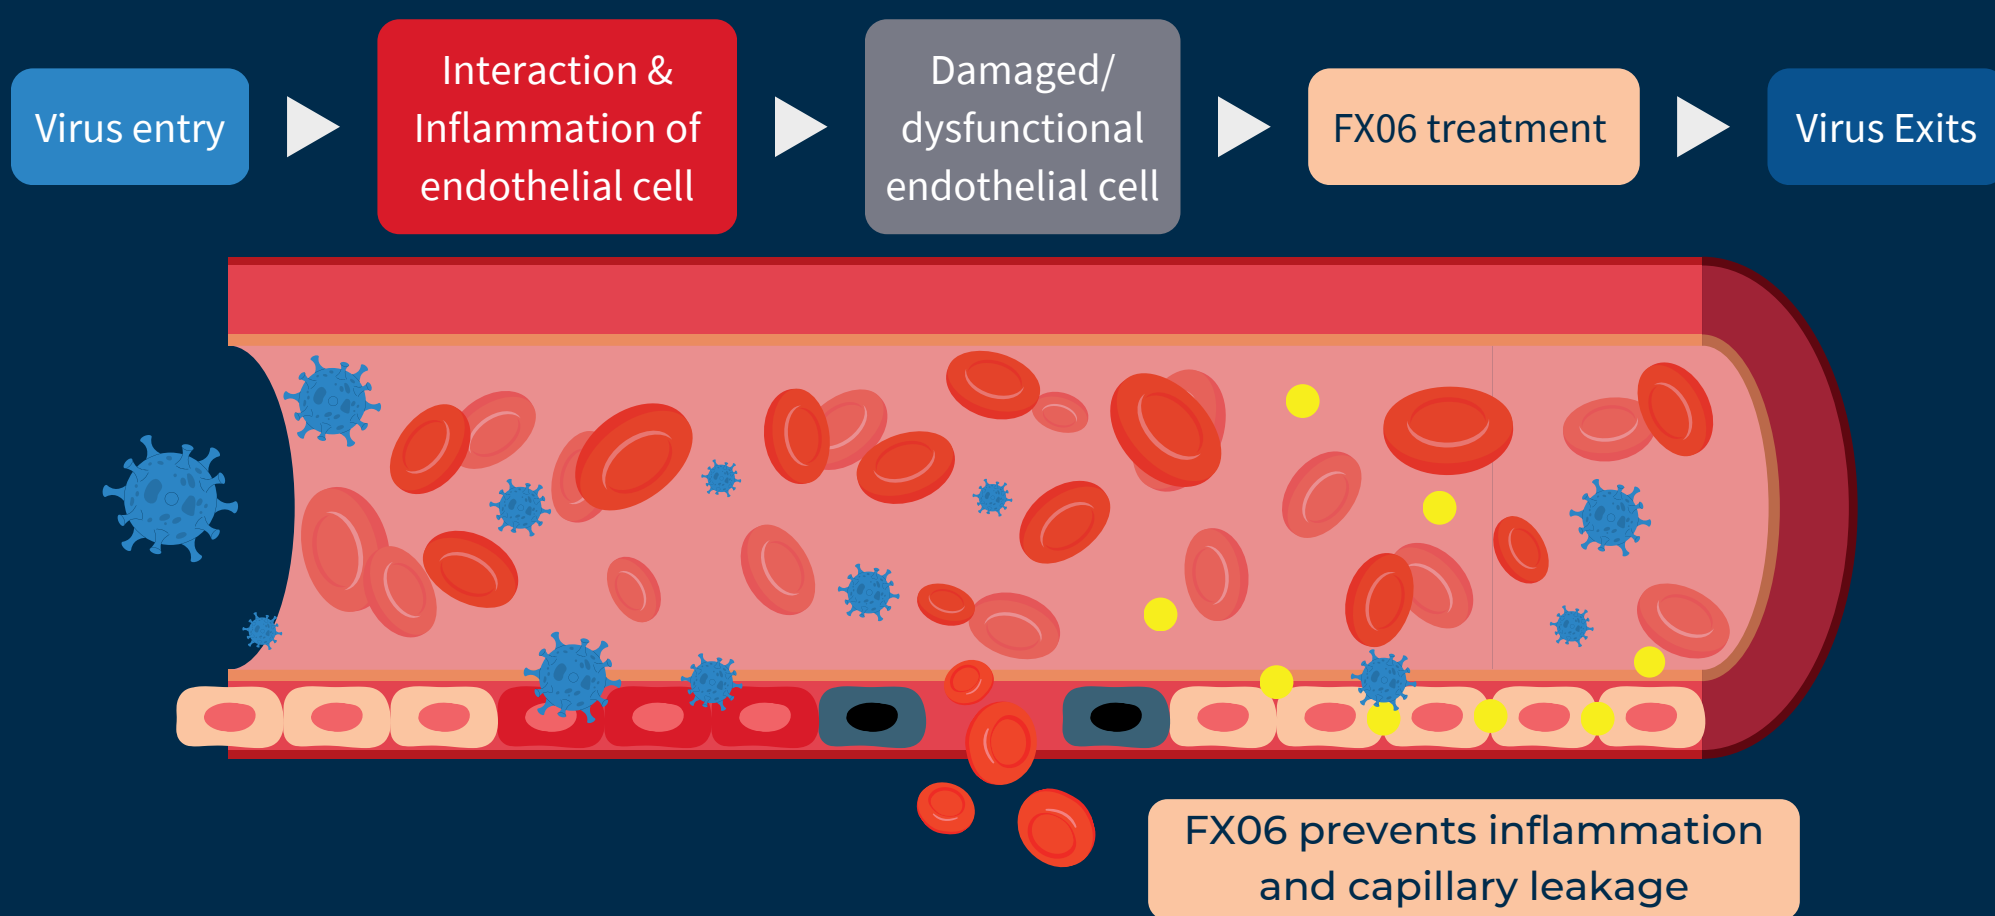 Virus entry
Interaction &
Inflammation of
endothelial cell
Damaged/
dysfunctional
endothelial cell
FX06 treatment
Virus Exits
FX06 prevents inflammation
and capillary leakage